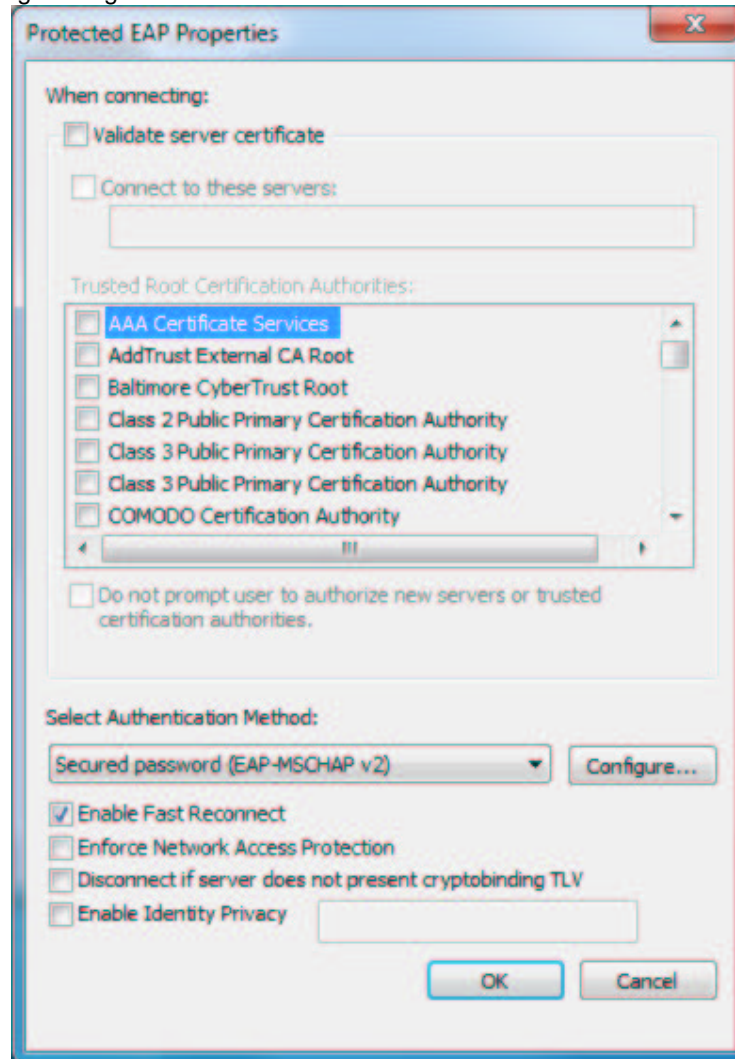 Protected EAP Properties
When connecting:
Validate server certificate
Connect to these servers:
Trusted Root Certification Authorities:
AAA Certificate Services
AddTrust External CA Root
Baltimore CyberTrust Root
Class 2 Public Primary Certification Authority
Class 3 Public Primary Certification Authority
Class 3 Public Primary Certification Authority
COMODO Certification Authority
Do not prompt user to authorize new servers or trusted
certification authorities.
Select Authentication Method:
Secured password (EAP-MSCHAP v2) Configure...
Enable Fast Reconnect
Enforce Network Access Protection
Disconnect if server does not present cryptobinding TLV
Enable Identity Privacy
OK Cancel